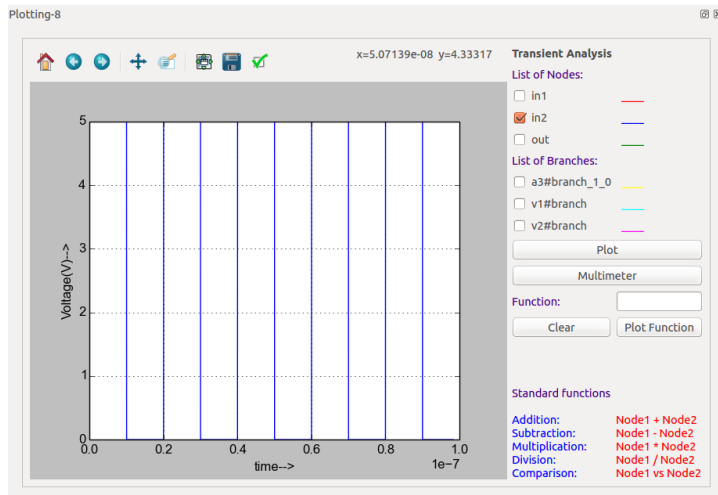 Plotting-8
x=5.07139e-08 y=4.33317
Transient Analysis
List of Nodes:
in1
in2
out
List of Branches:
a3#branch_1_0
v1#branch
v2#branch
Plot
Multimeter
Function:
Clear
Plot Function
Standard functions
Addition: Node1 + Node2
Subtraction: Node1 - Node2
Multiplication: Node1 * Node2
Division: Node1 / Node2
Comparison: Node1 vs Node2
5
4
3
2
1
0
Voltage(V)-->
0.0 0.2 0.4 0.6 0.8 1.0
time-->
1e-7